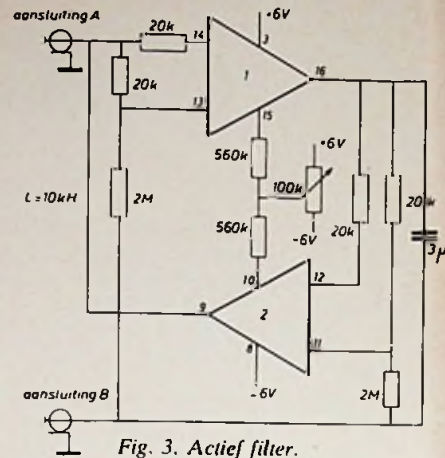 aansluiting A
+6V
20k
14
3
20k
1
16
13
15
560k
+6V
100k
L=10kH
2M
20k
20k
3µ
-6V
560k
10
12
9
2
11
8
-6V
2M
aansluiting B
Fig. 3. Actief filter.